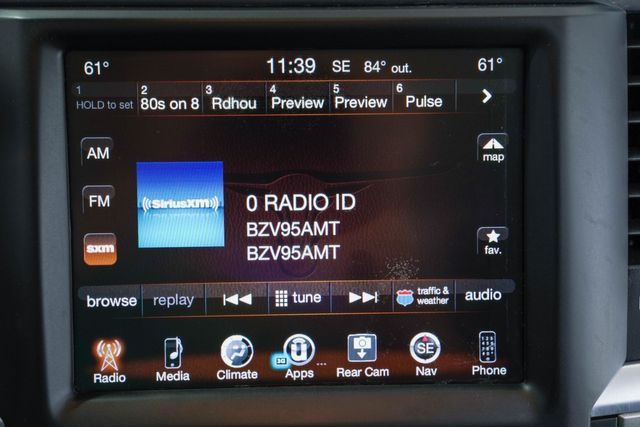 61° 11:39 SE 84° out. 61°
1 2 3 4 5 6
HOLD to set 80s on 8 Rdhou Preview Preview Pulse
AM
map
FM
((SiriusXM))
0 RADIO ID
BZV95AMT
sxm
fav.
BZV95AMT
browse replay tune traffic & weather audio
3G U SE
Radio Media Climate Apps ... Rear Cam Nav Phone